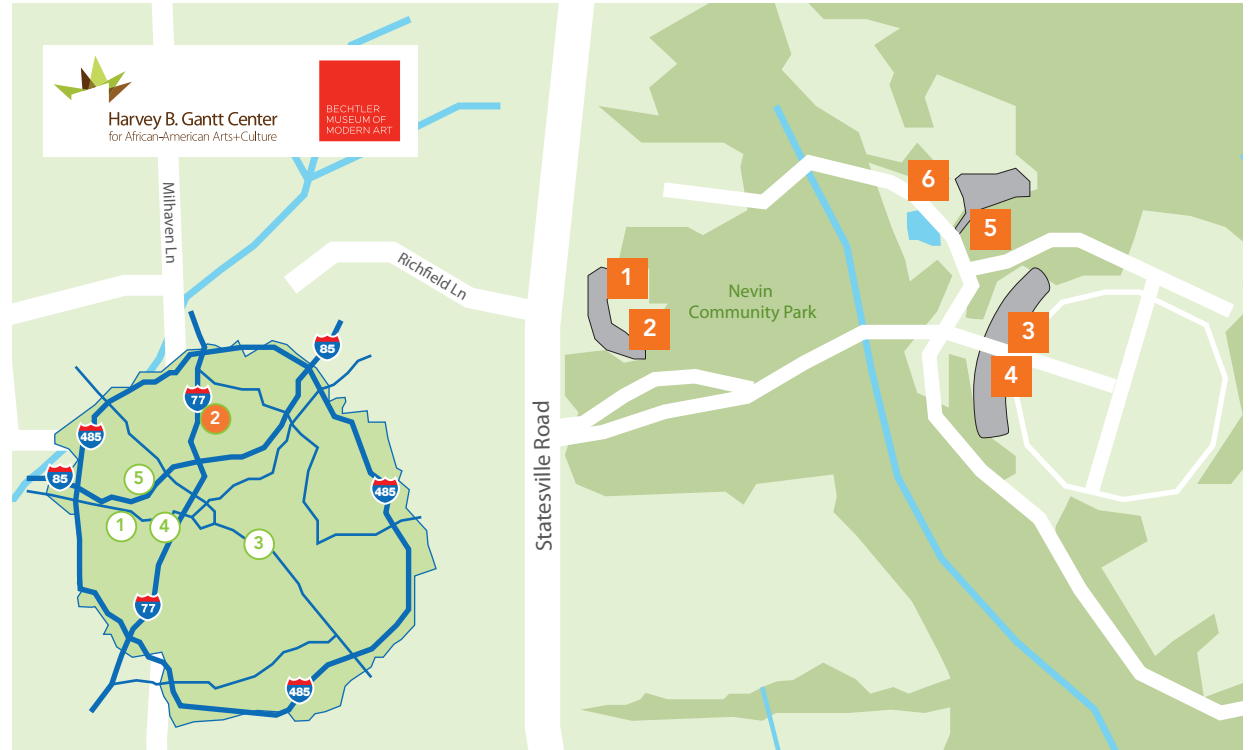 Harvey B. Gantt Center
for African-American Arts+Culture
BECHTLER
MUSEUM OF
MODERN ART
Milhaven Ln
Richfield Ln
Statesville Road
Nevin
Community Park
6
5
1
2
3
4
85
77
2
485
85
5
485
1
4
3
77
485